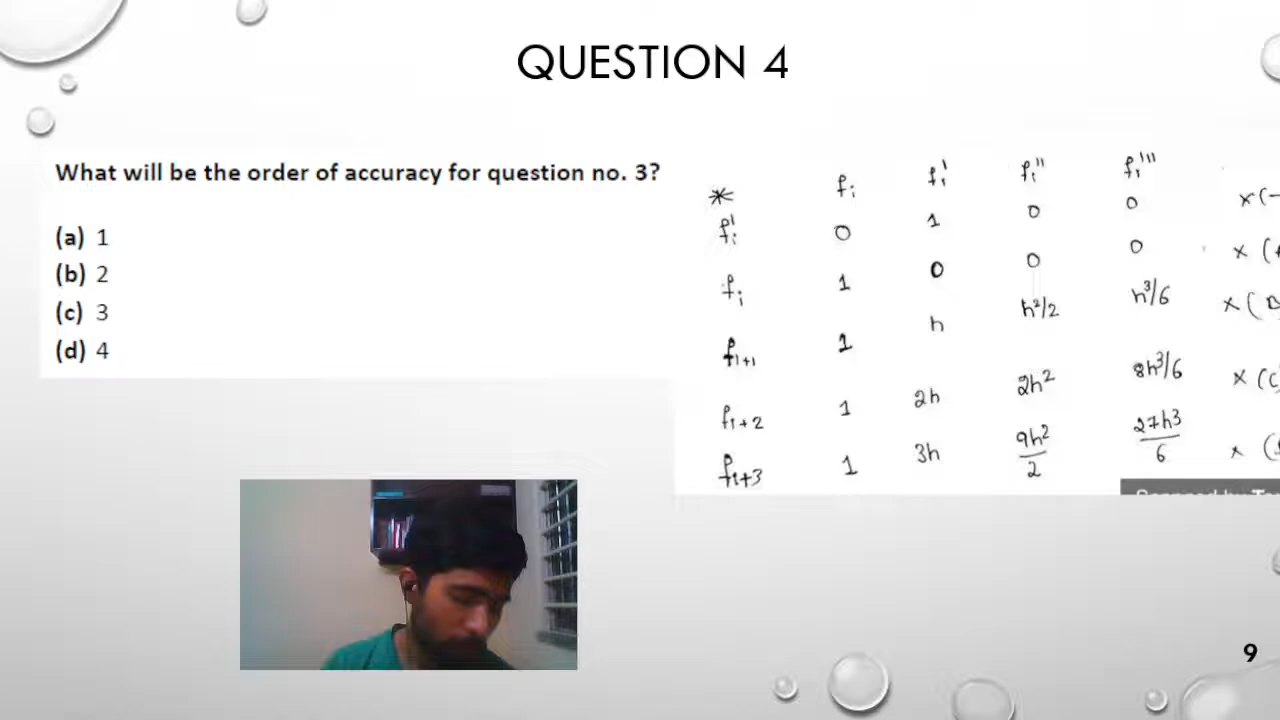 QUESTION 4
What will be the order of accuracy for question no. 3?
(a) 1
(b) 2
(c) 3
(d) 4
* fᵢ fᵢ' fᵢ'' fᵢ'''
fᵢ' 0 1 0 0 ×(-
fᵢ 1 0 0 0 × (
fᵢ₊₁ 1 h h²/2 h³/6 × (
fᵢ₊₂ 1 2h 2h² 8h³/6 × (c
fᵢ₊₃ 1 3h 9h²/2 27h3/6 × (
9